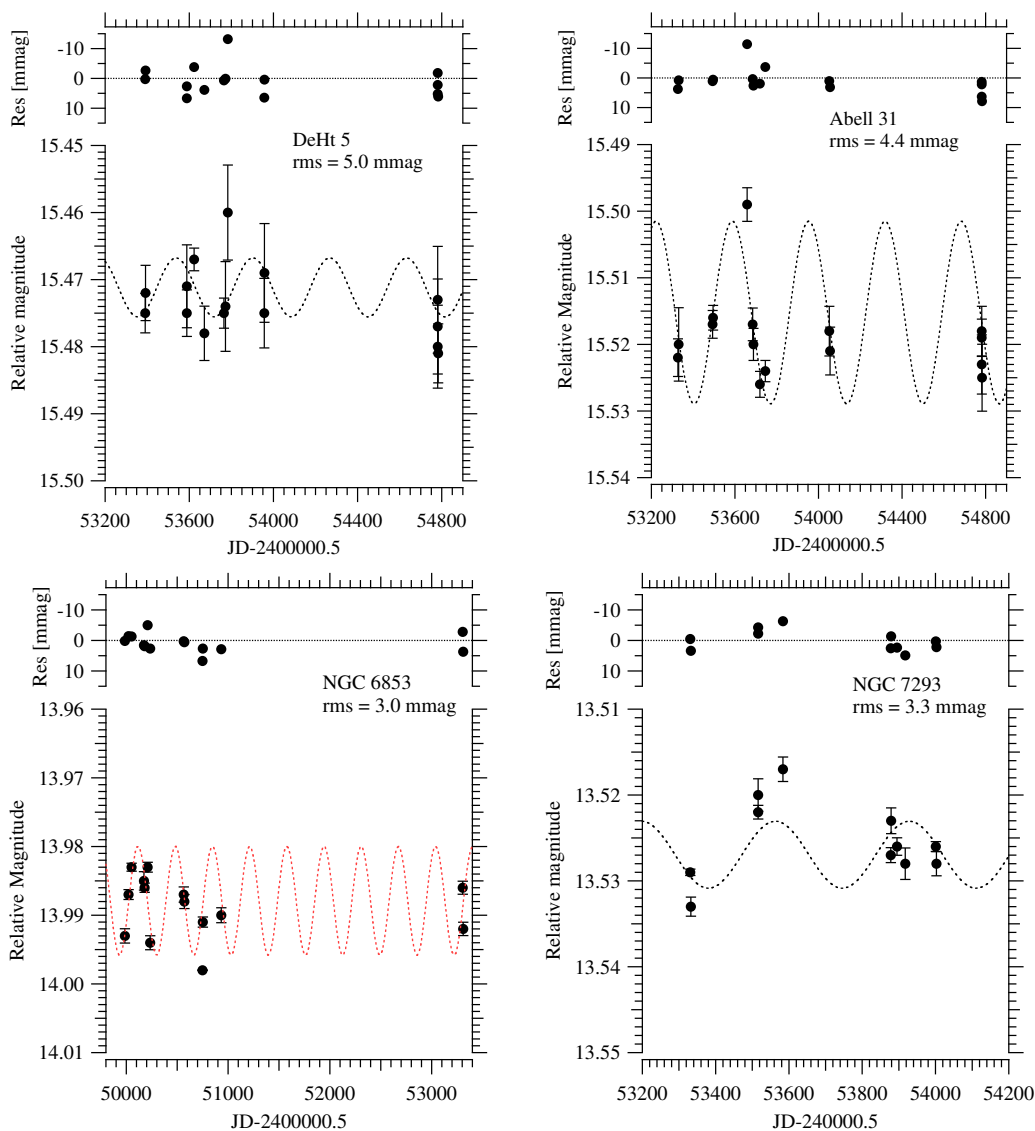 Res [mmag]
-10
0
10
DeHt 5
rms = 5.0 mmag
Relative magnitude
15.45
15.46
15.47
15.48
15.49
15.50
53200
53600
54000
54400
54800
JD-2400000.5
Res [mmag]
-10
0
10
Abell 31
rms = 4.4 mmag
Relative Magnitude
15.49
15.50
15.51
15.52
15.53
15.54
53200
53600
54000
54400
54800
JD-2400000.5
Res [mmag]
-10
0
10
NGC 6853
rms = 3.0 mmag
Relative Magnitude
13.96
13.97
13.98
13.99
14.00
14.01
50000
51000
52000
53000
JD-2400000.5
Res [mmag]
-10
0
10
NGC 7293
rms = 3.3 mmag
Relative magnitude
13.51
13.52
13.53
13.54
13.55
53200
53400
53600
53800
54000
54200
JD-240000.5